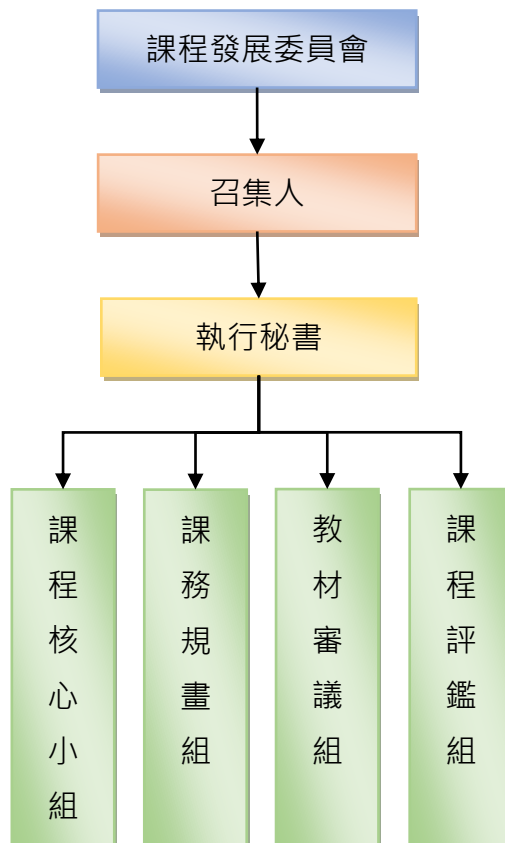 課程發展委員會
召集人
執行秘書
課程核心小組
課務規畫組
教材審議組
課程評鑑組